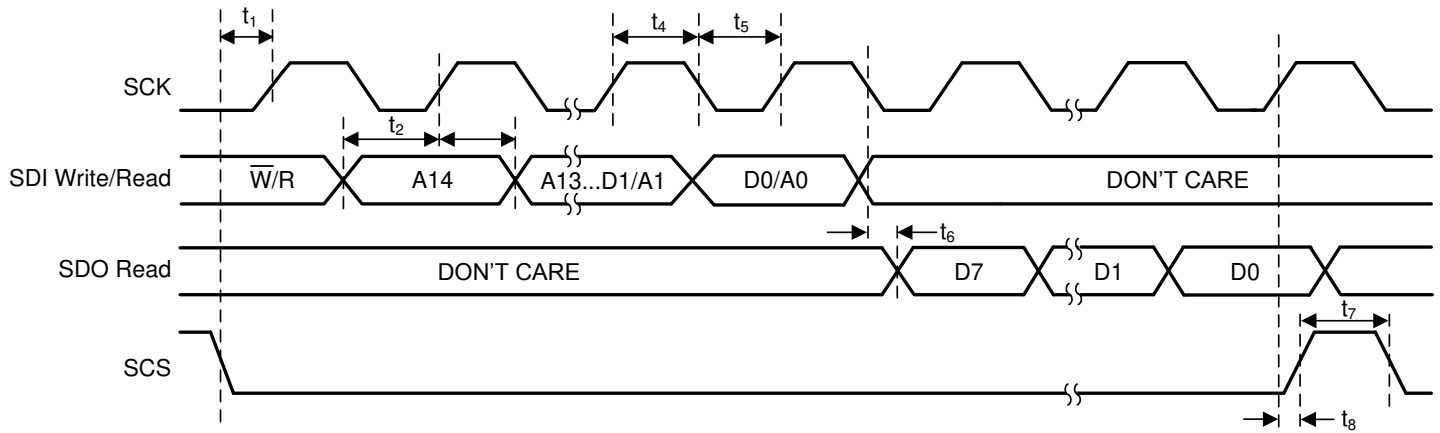 t1 t4 t5
SCK
t2
SDI Write/Read W̅/R A14 A13...D1/A1 D0/A0 DON'T CARE
t6
SDO Read DON'T CARE D7 D1 D0
t7
SCS
t8